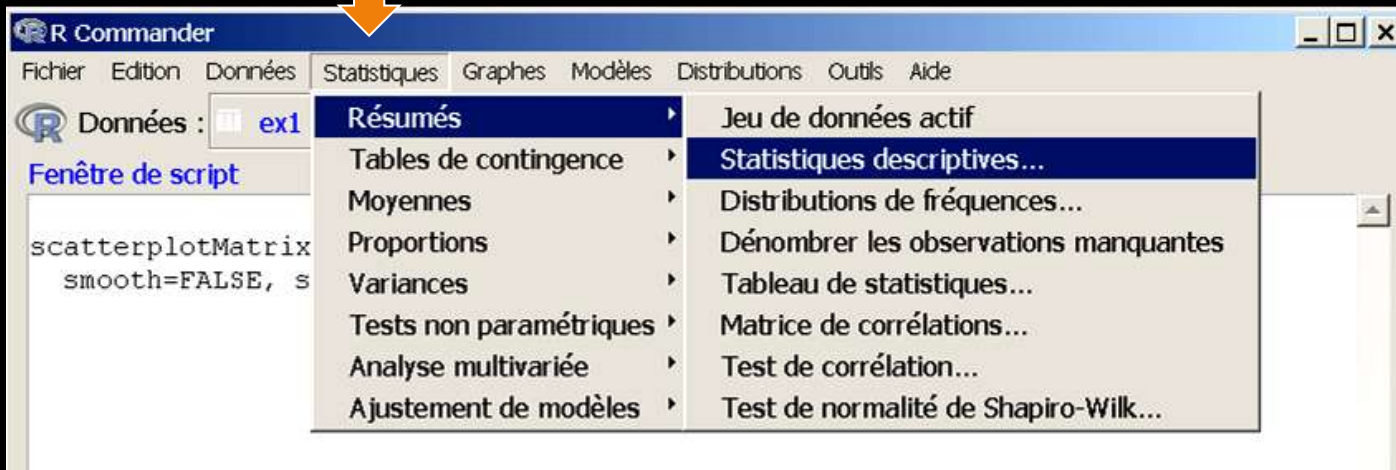 R Commander
Fichier Edition Données Statistiques Graphes Modèles Distributions Outils Aide
Données : ex1
Fenêtre de script
scatterplotMatrix
smooth=FALSE, s
Résumés
Tables de contingence
Moyennes
Proportions
Variances
Tests non paramétriques
Analyse multivariée
Ajustement de modèles
Jeu de données actif
Statistiques descriptives...
Distributions de fréquences...
Dénombrer les observations manquantes
Tableau de statistiques...
Matrice de corrélations...
Test de corrélation...
Test de normalité de Shapiro-Wilk...